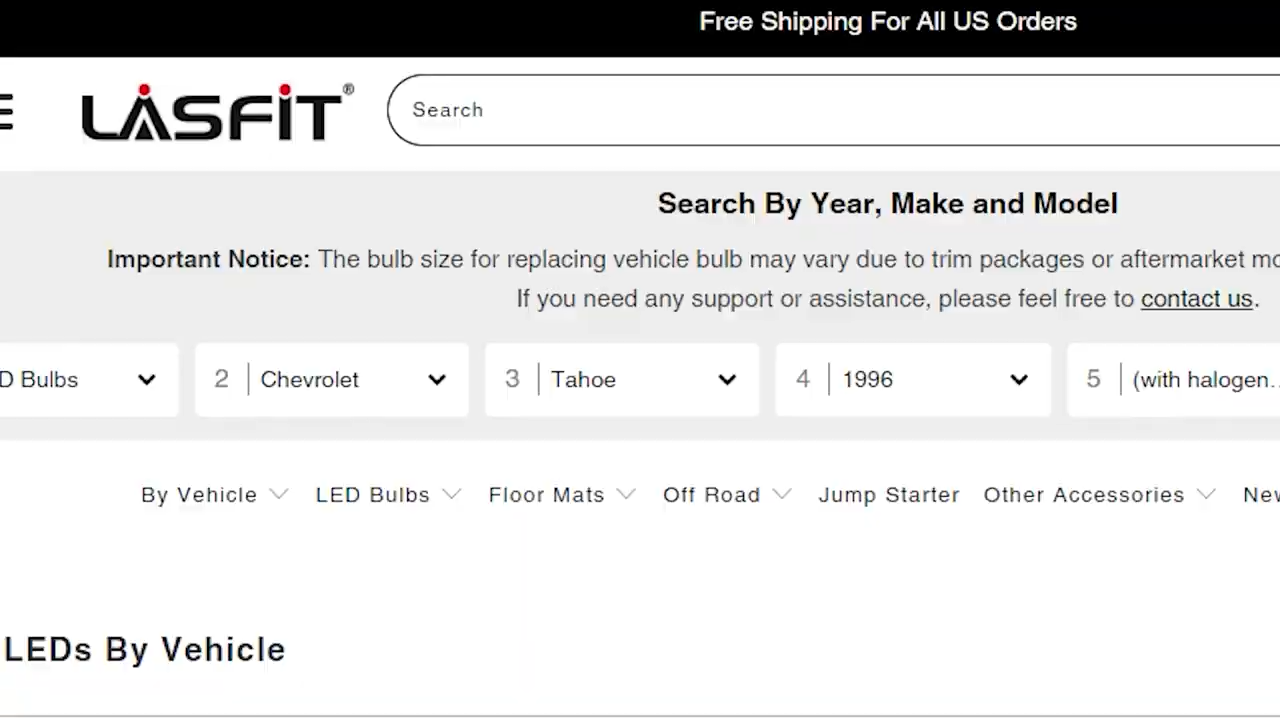 Free Shipping For All US Orders
LASFIT®
Search
Search By Year, Make and Model
Important Notice: The bulb size for replacing vehicle bulb may vary due to trim packages or aftermarket mo
If you need any support or assistance, please feel free to contact us.
D Bulbs 2 Chevrolet 3 Tahoe 4 1996 5 (with halogen...
By Vehicle LED Bulbs Floor Mats Off Road Jump Starter Other Accessories New
LEDs By Vehicle